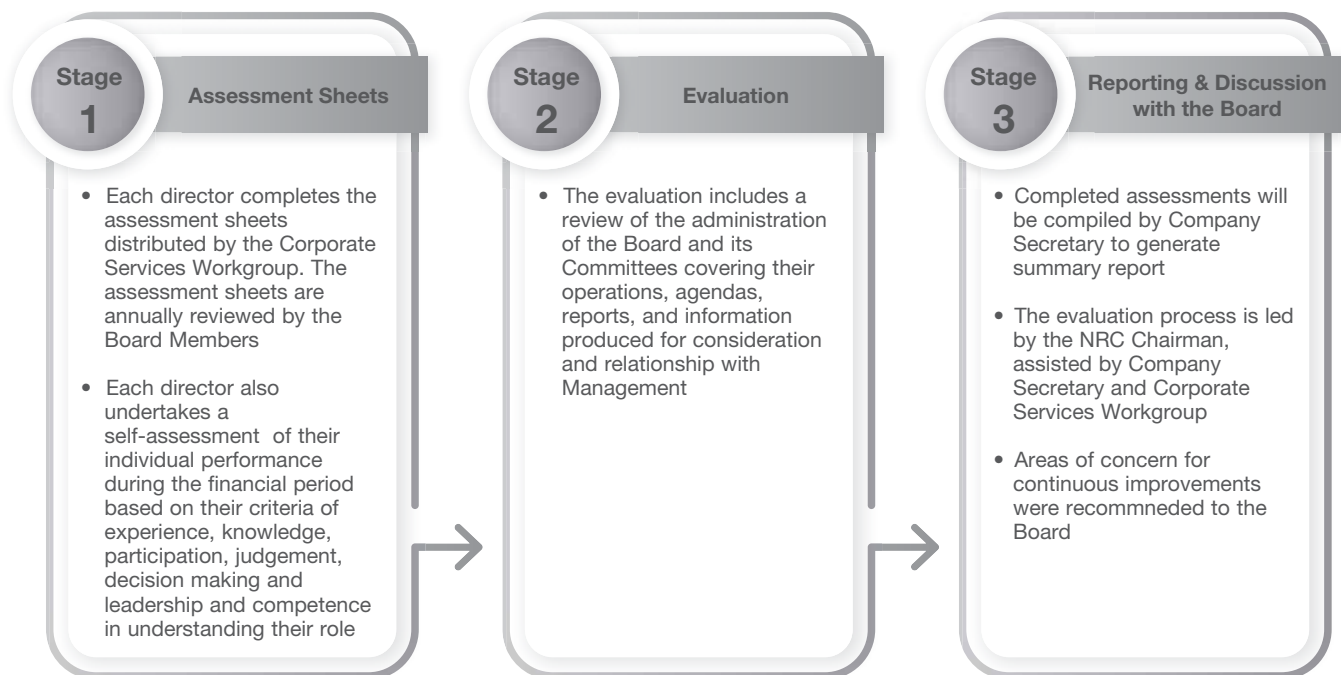 Stage
1
Assessment Sheets
• Each director completes the
assessment sheets
distributed by the Corporate
Services Workgroup. The
assessment sheets are
annually reviewed by the
Board Members
• Each director also
undertakes a
self-assessment of their
individual performance
during the financial period
based on their criteria of
experience, knowledge,
participation, judgement,
decision making and
leadership and competence
in understanding their role
Stage
2
Evaluation
• The evaluation includes a
review of the administration
of the Board and its
Committees covering their
operations, agendas,
reports, and information
produced for consideration
and relationship with
Management
Stage
3
Reporting & Discussion
with the Board
• Completed assessments will
be compiled by Company
Secretary to generate
summary report
• The evaluation process is led
by the NRC Chairman,
assisted by Company
Secretary and Corporate
Services Workgroup
• Areas of concern for
continuous improvements
were recommneded to the
Board